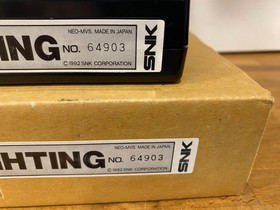 NEO-MVS. MADE IN JAPAN.
HTING NO. 64903 SNK
C 1992 SNK CORPORATION
NEO-MVS. MADE IN JAPAN.
HTING NO. 64903 SNK
©1992 SNK CORPORATION